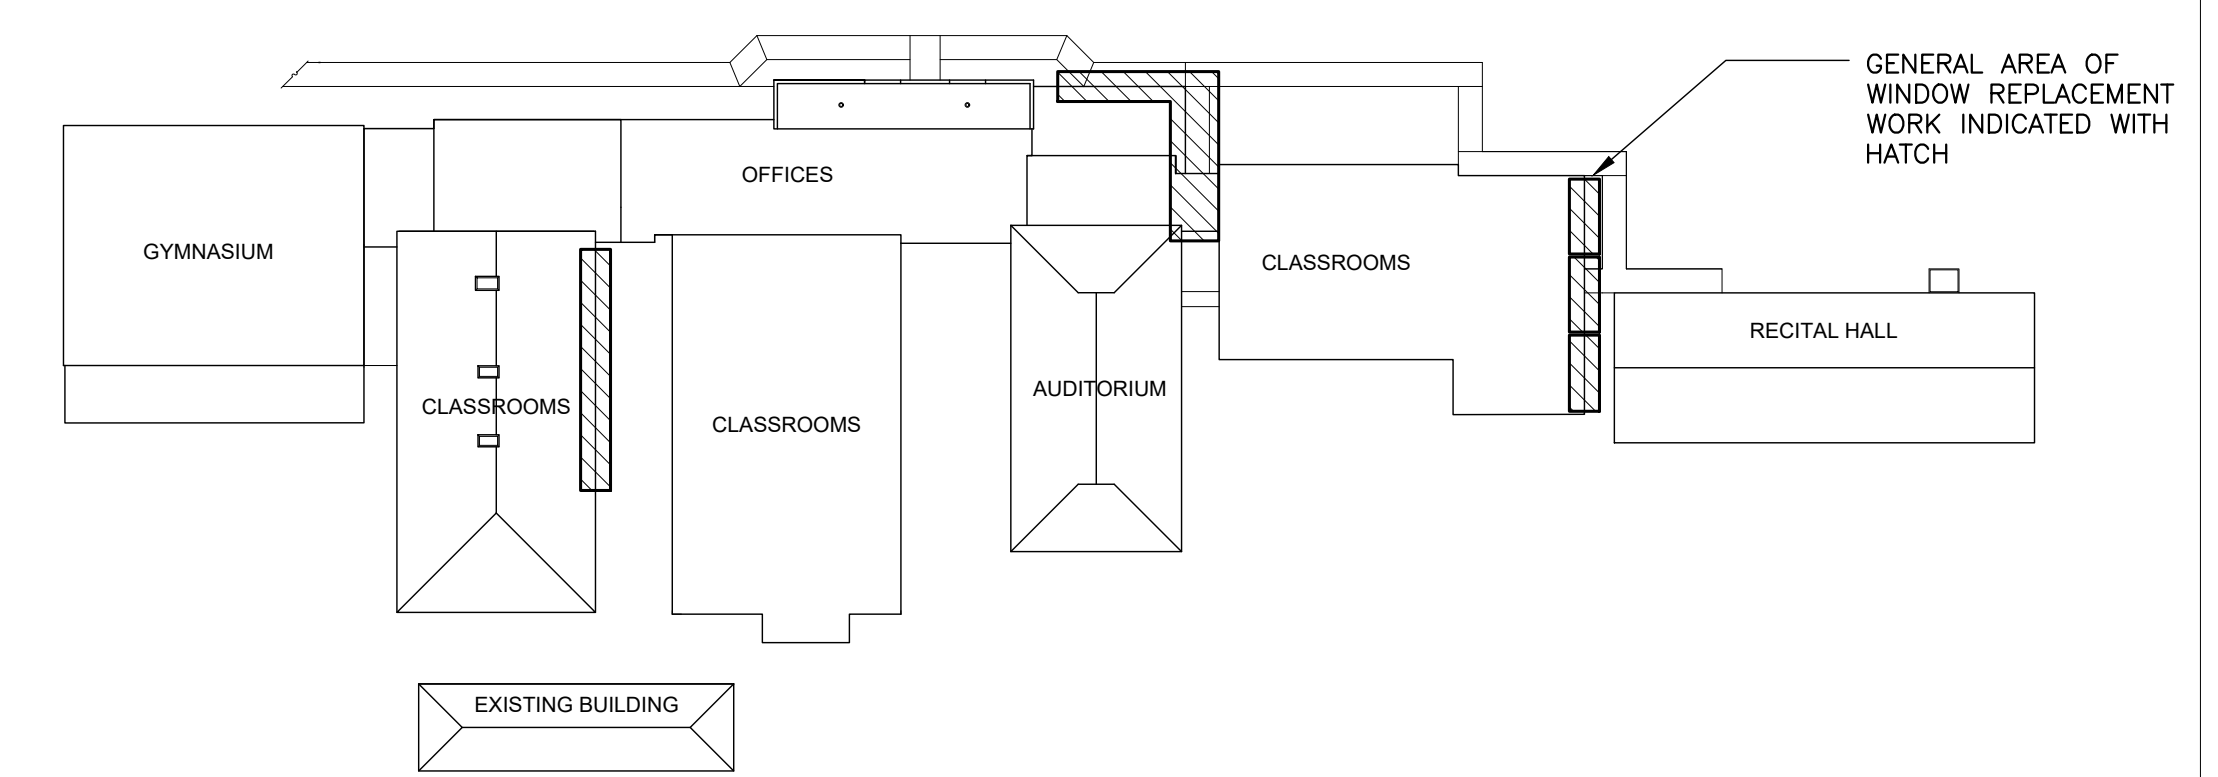 GENERAL AREA OF
WINDOW REPLACEMENT
WORK INDICATED WITH
HATCH
OFFICES
GYMNASIUM
CLASSROOMS
RECITAL HALL
AUDITORIUM
CLASSROOMS
CLASSROOMS
EXISTING BUILDING